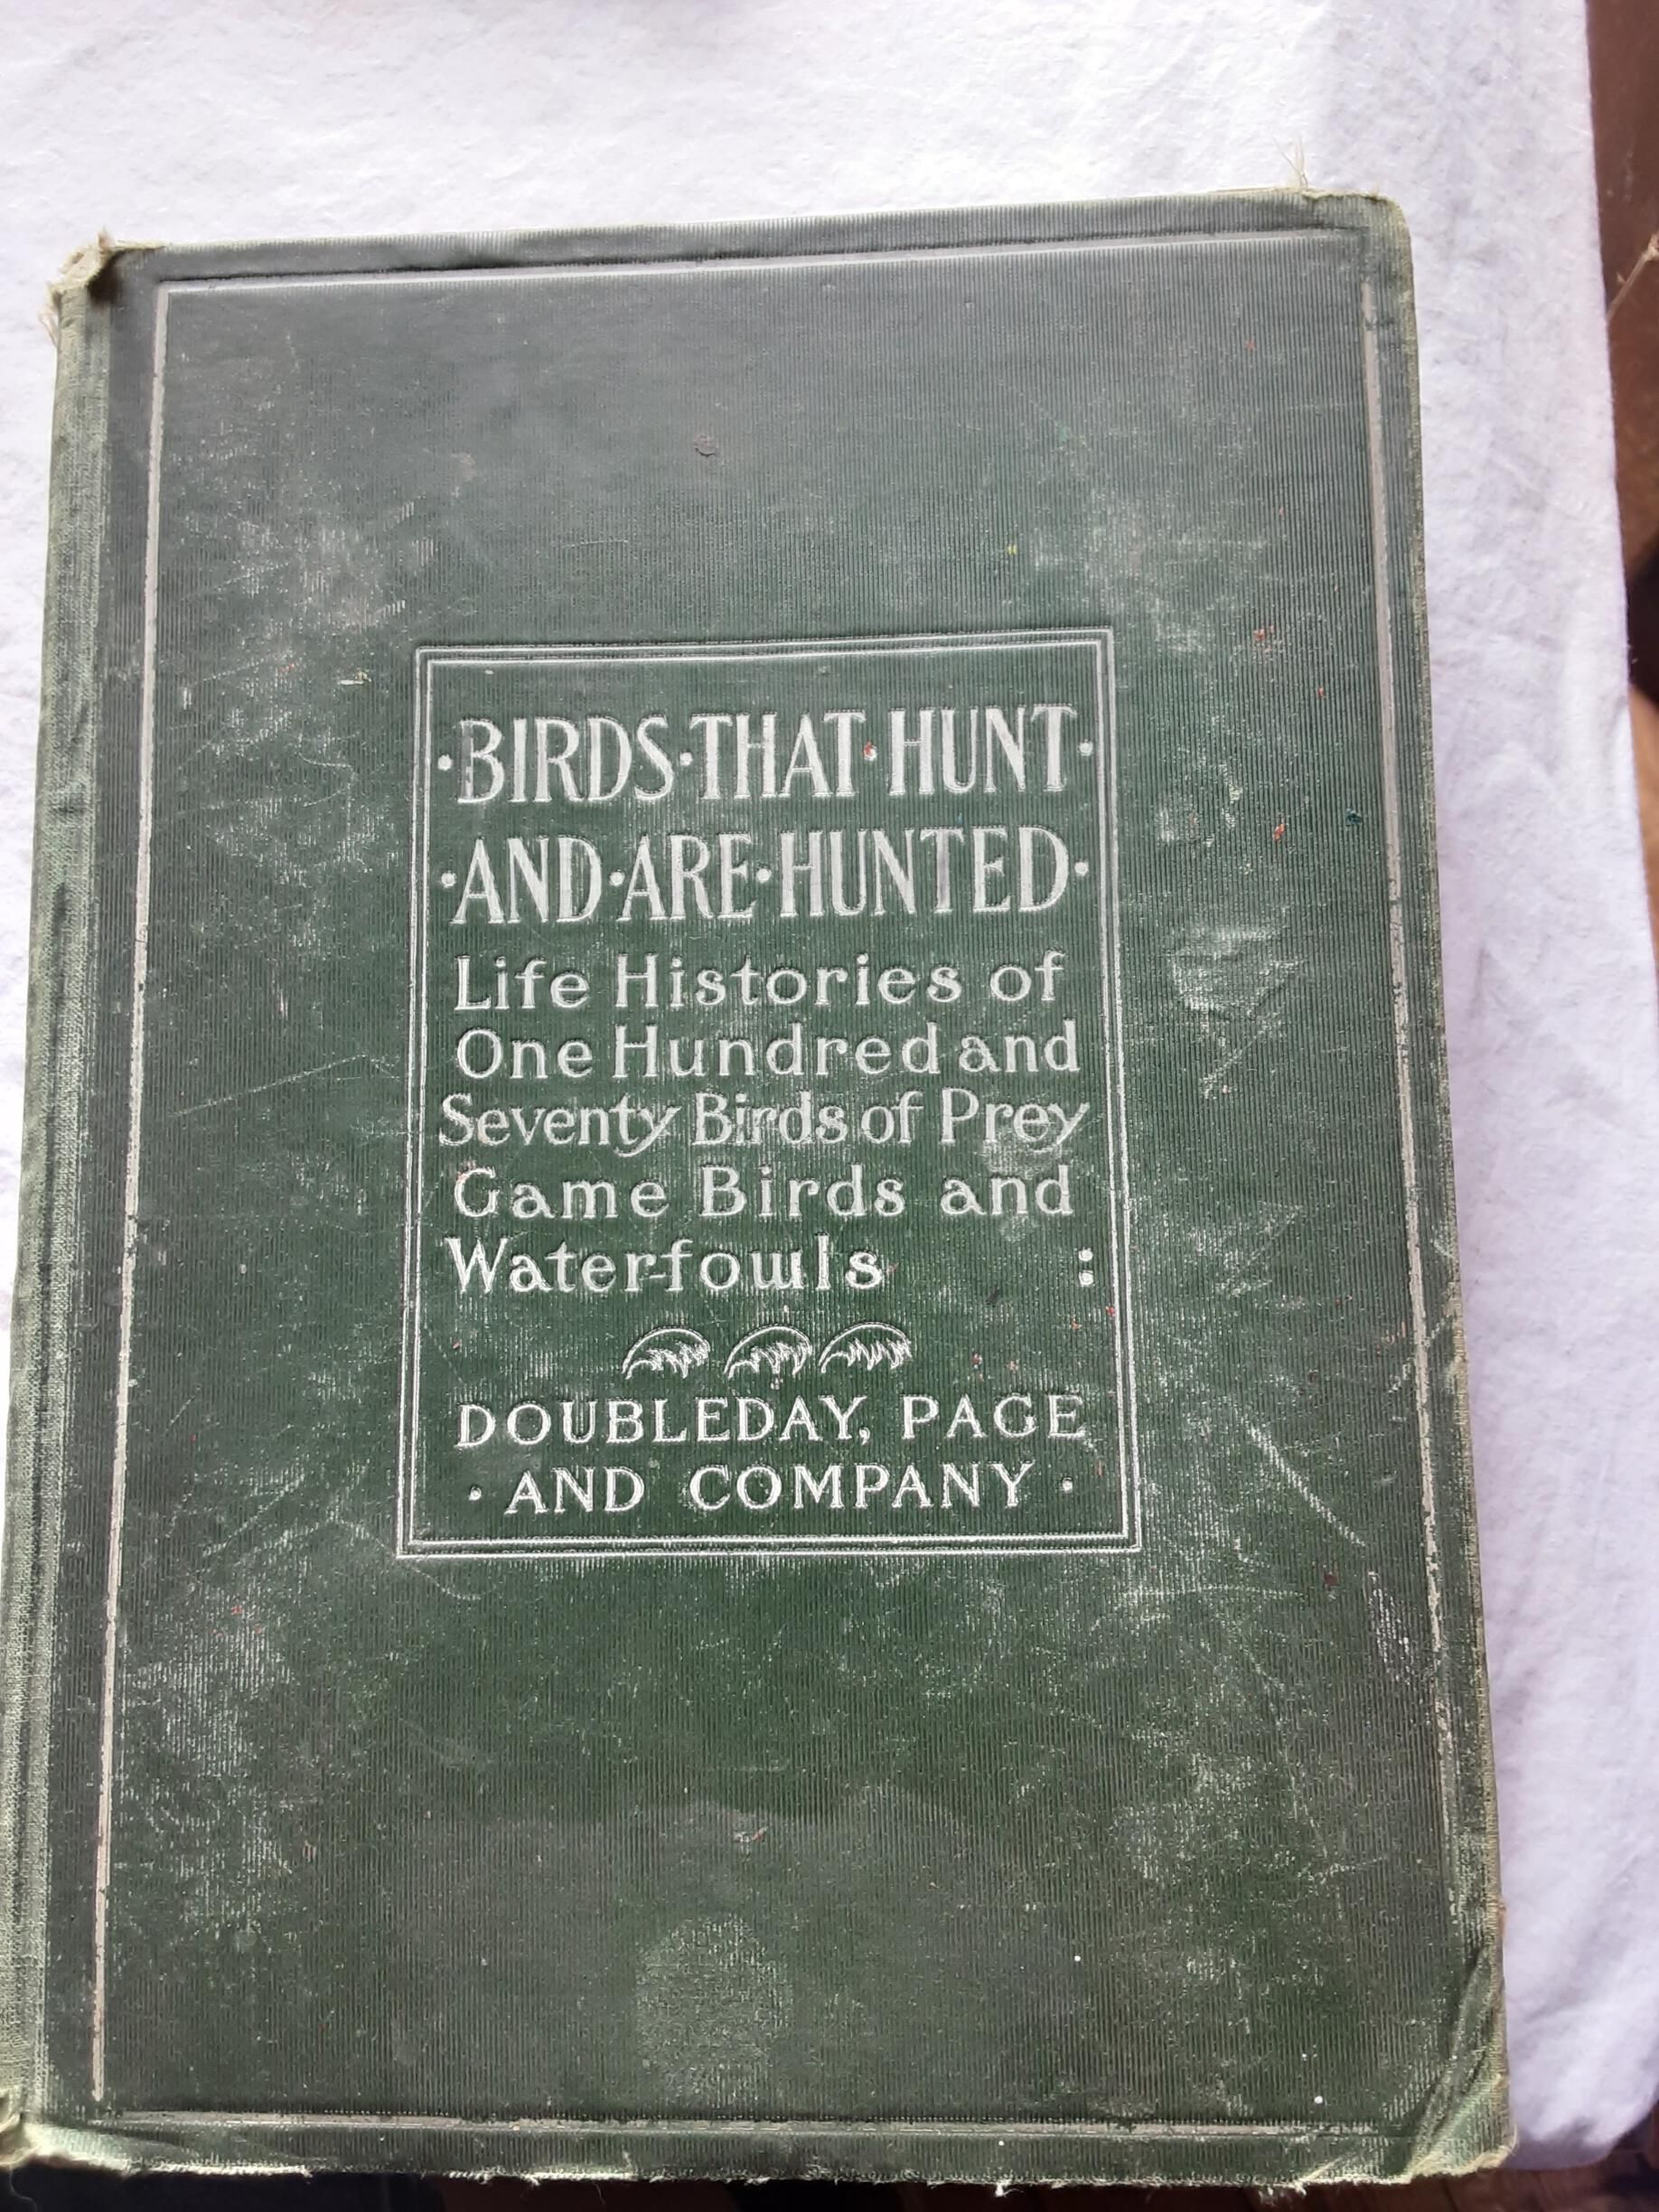 ·BIRDS·THAT·HUNT·
·AND·ARE·HUNTED·
Life Histories of
One Hundred and
Seventy Birds of Prey
Game Birds and
Water-fowls :
DOUBLEDAY, PAGE
· AND COMPANY ·